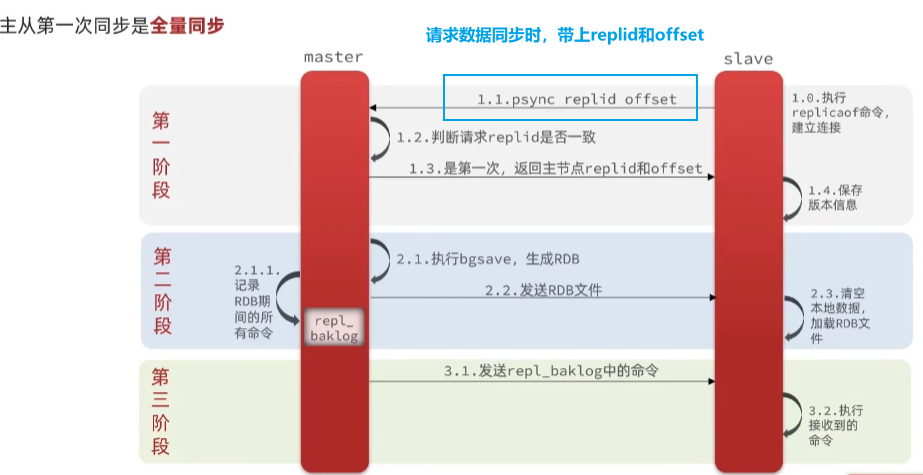 主从第一次同步是全量同步
请求数据同步时，带上replid和offset
master
slave
第
一
阶
段
1.0.执行
replicaof命令，
建立连接
1.1.psync replid offset
1.2.判断请求replid是否一致
1.3.是第一次，返回主节点replid和offset
1.4.保存
版本信息
第
二
阶
段
2.1.执行bgsave，生成RDB
2.1.1.
记录
RDB期
间的所
有命令
repl_
baklog
2.2.发送RDB文件
2.3.清空
本地数据，
加载RDB文
件
第
三
阶
段
3.1.发送repl_baklog中的命令
3.2.执行
接收到的
命令